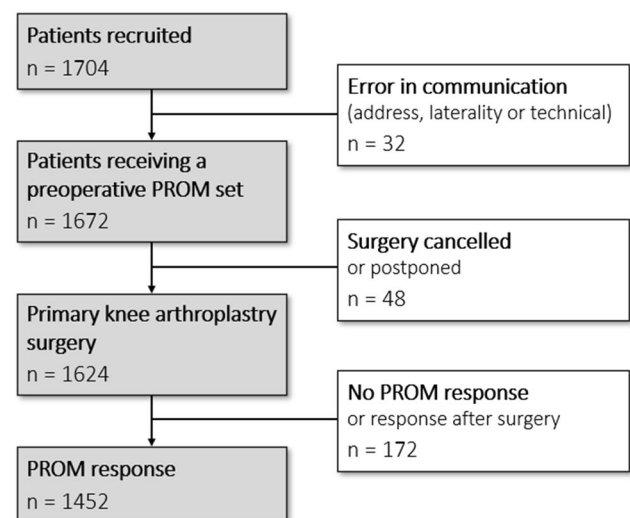 Patients recruited
n = 1704
Error in communication
(address, laterality or technical)
n = 32
Patients receiving a
preoperative PROM set
n = 1672
Surgery cancelled
or postponed
n = 48
Primary knee arthroplastry
surgery
n = 1624
No PROM response
or response after surgery
n = 172
PROM response
n = 1452